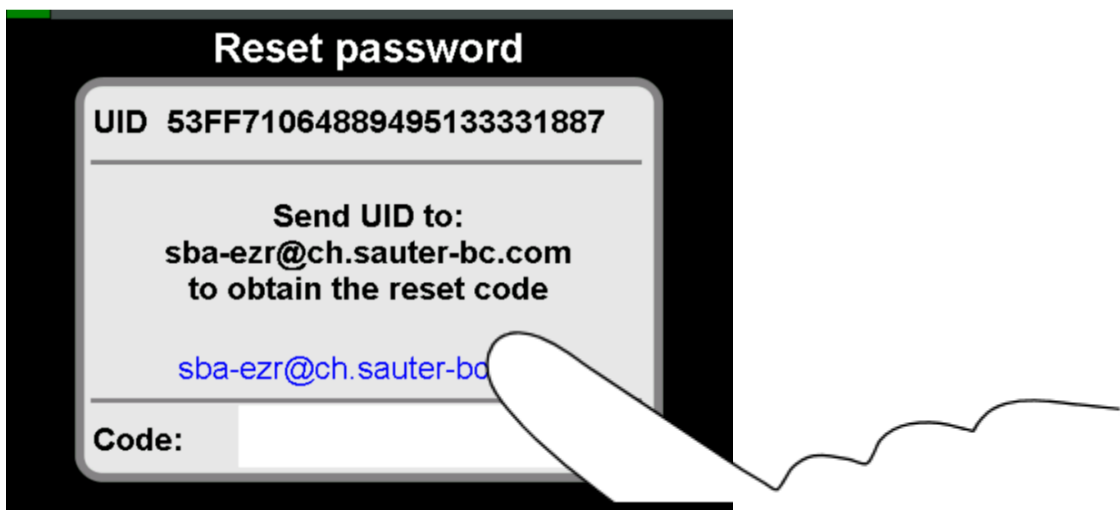 Reset password
UID 53FF71064889495133331887
Send UID to:
sba-ezr@ch.sauter-bc.com
to obtain the reset code
sba-ezr@ch.sauter-bc
Code: